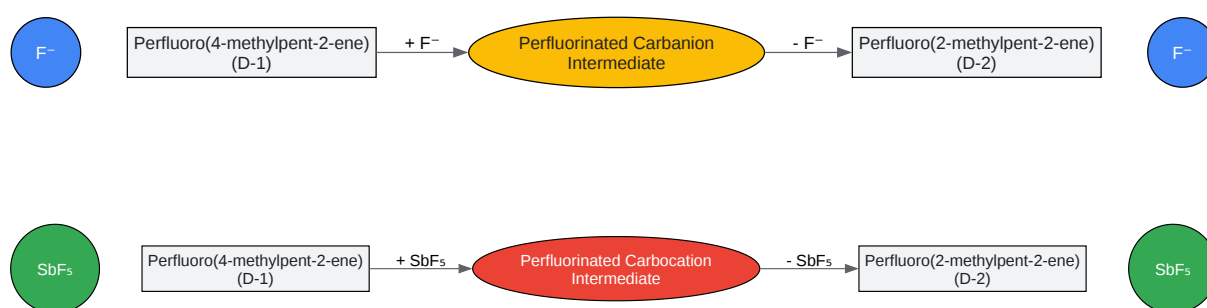 F⁻
Perfluoro(4-methylpent-2-ene)
(D-1)
+ F⁻
Perfluorinated Carbanion
Intermediate
- F⁻
Perfluoro(2-methylpent-2-ene)
(D-2)
F⁻
SbF₅
Perfluoro(4-methylpent-2-ene)
(D-1)
+ SbF₅
Perfluorinated Carbocation
Intermediate
- SbF₅
Perfluoro(2-methylpent-2-ene)
(D-2)
SbF₅